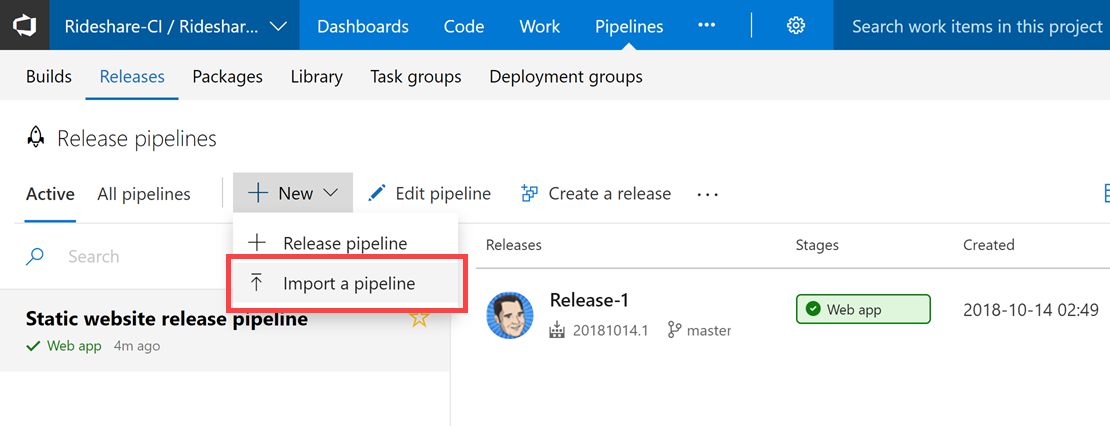 Rideshare-CI / Rideshar... Dashboards Code Work Pipelines ... Search work items in this project
Builds Releases Packages Library Task groups Deployment groups
Release pipelines
Active All pipelines + New Edit pipeline Create a release ...
+ Release pipeline
Import a pipeline
Search
Static website release pipeline
Web app 4m ago
Releases Stages Created
Release-1
20181014.1 master
Web app
2018-10-14 02:49